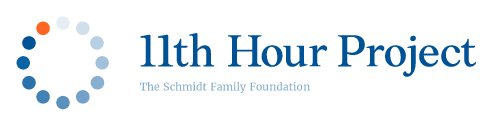 11th Hour Project
The Schmidt Family Foundation